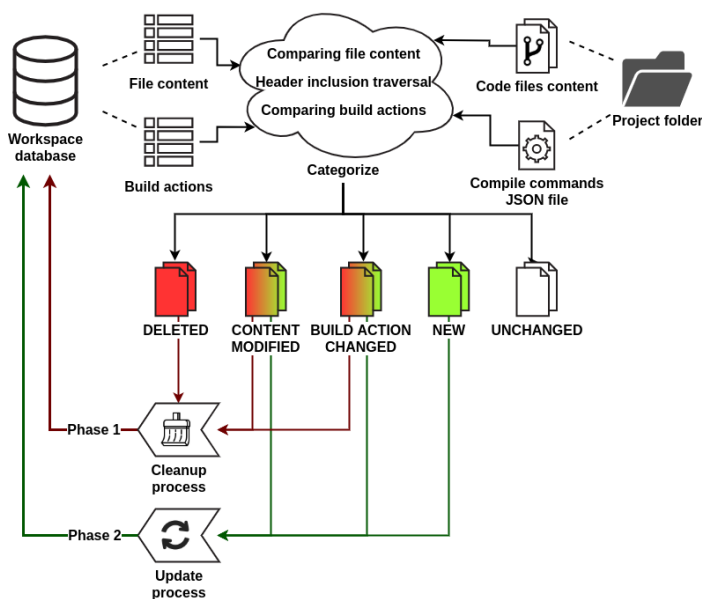 Comparing file content
Header inclusion traversal
Comparing build actions
File content
Code files content
Project folder
Workspace
database
Build actions
Categorize
Compile commands
JSON file
DELETED
CONTENT
MODIFIED
BUILD ACTION
CHANGED
NEW
UNCHANGED
Phase 1
Cleanup
process
Phase 2
Update
process